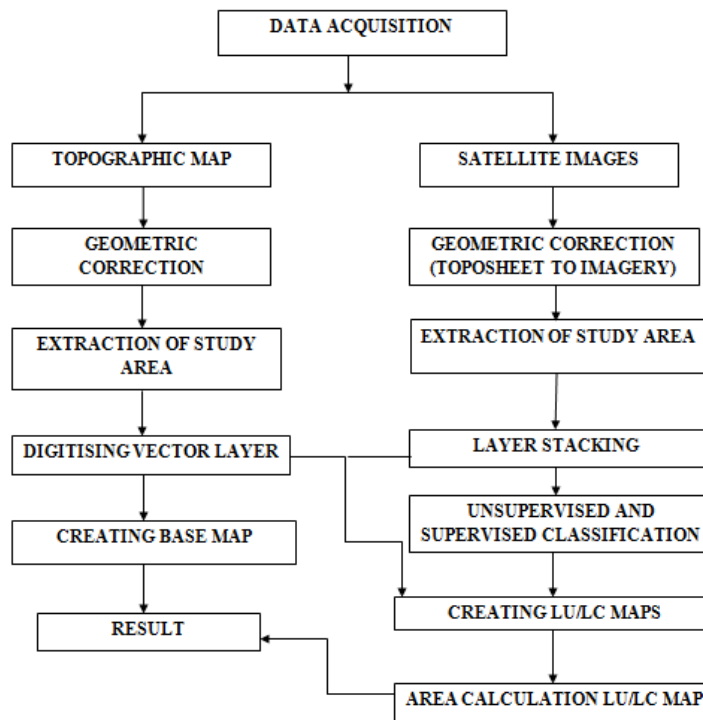 DATA ACQUISITION
TOPOGRAPHIC MAP
SATELLITE IMAGES
GEOMETRIC
CORRECTION
GEOMETRIC CORRECTION
(TOPOSHEET TO IMAGERY)
EXTRACTION OF STUDY
AREA
EXTRACTION OF STUDY AREA
DIGITISING VECTOR LAYER
LAYER STACKING
CREATING BASE MAP
UNSUPERVISED AND
SUPERVISED CLASSIFICATION
RESULT
CREATING LU/LC MAPS
AREA CALCULATION LU/LC MAP